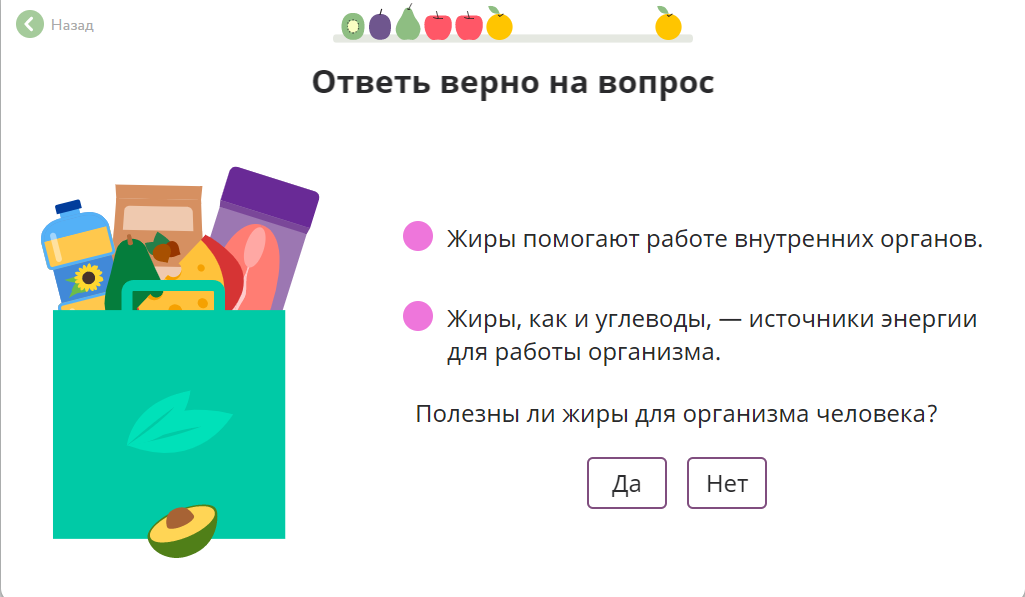 Назад
Ответь верно на вопрос
Жиры помогают работе внутренних органов.
Жиры, как и углеводы, — источники энергии
для работы организма.
Полезны ли жиры для организма человека?
Да
Нет